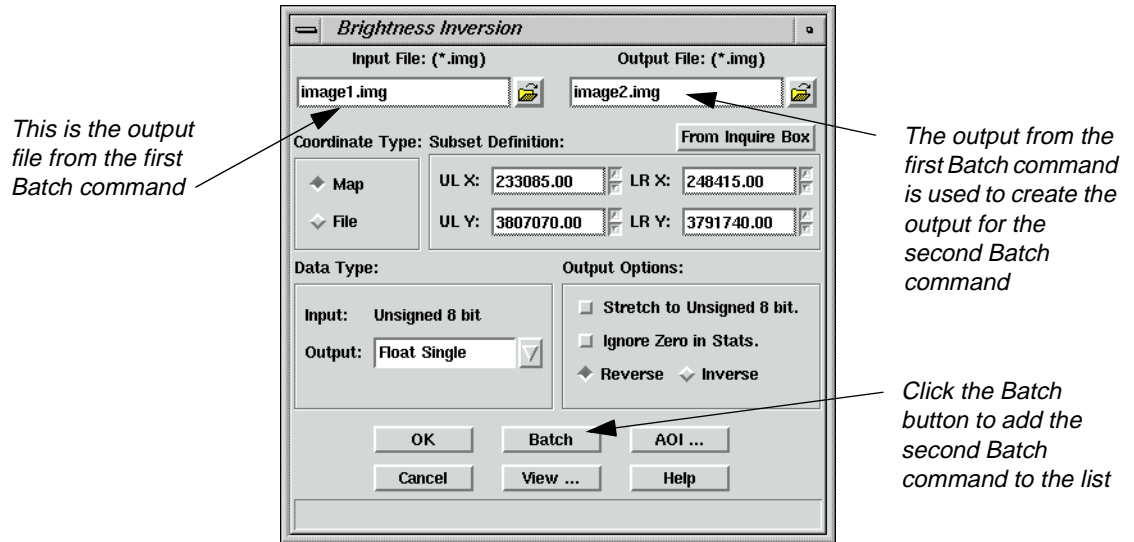 Brightness Inversion
Input File: (*.img) Output File: (*.img)
image1.img image2.img
This is the output
file from the first
Batch command
The output from the
first Batch command
is used to create the
output for the
second Batch
command
Coordinate Type: Subset Definition: From Inquire Box
Map UL X: 233085.00 LR X: 248415.00
File UL Y: 3807070.00 LR Y: 3791740.00
Data Type: Output Options:
Input: Unsigned 8 bit
Output: Float Single
Stretch to Unsigned 8 bit.
Ignore Zero in Stats.
Reverse Inverse
Click the Batch
button to add the
second Batch
command to the list
OK Batch AOI ...
Cancel View ... Help